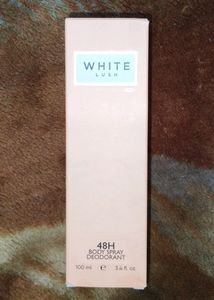 WHITE
LUSH
48H
BODY SPRAY
DEODORANT
100 ml e 3.4 fl. oz